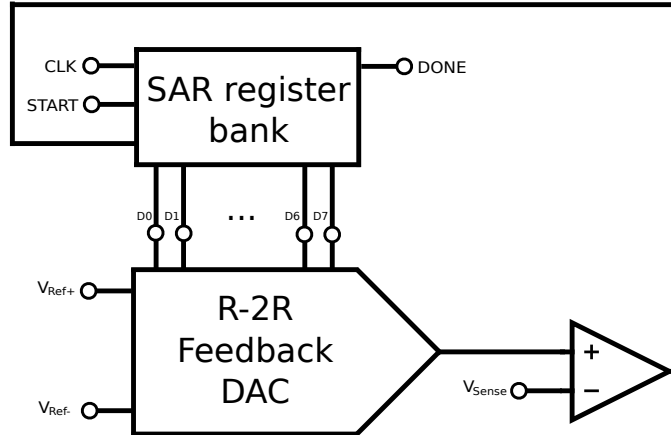 CLK
START
SAR register
bank
DONE
D0
D1
...
D6
D7
VRef+
R-2R
Feedback
DAC
VRef-
VSense
+
−